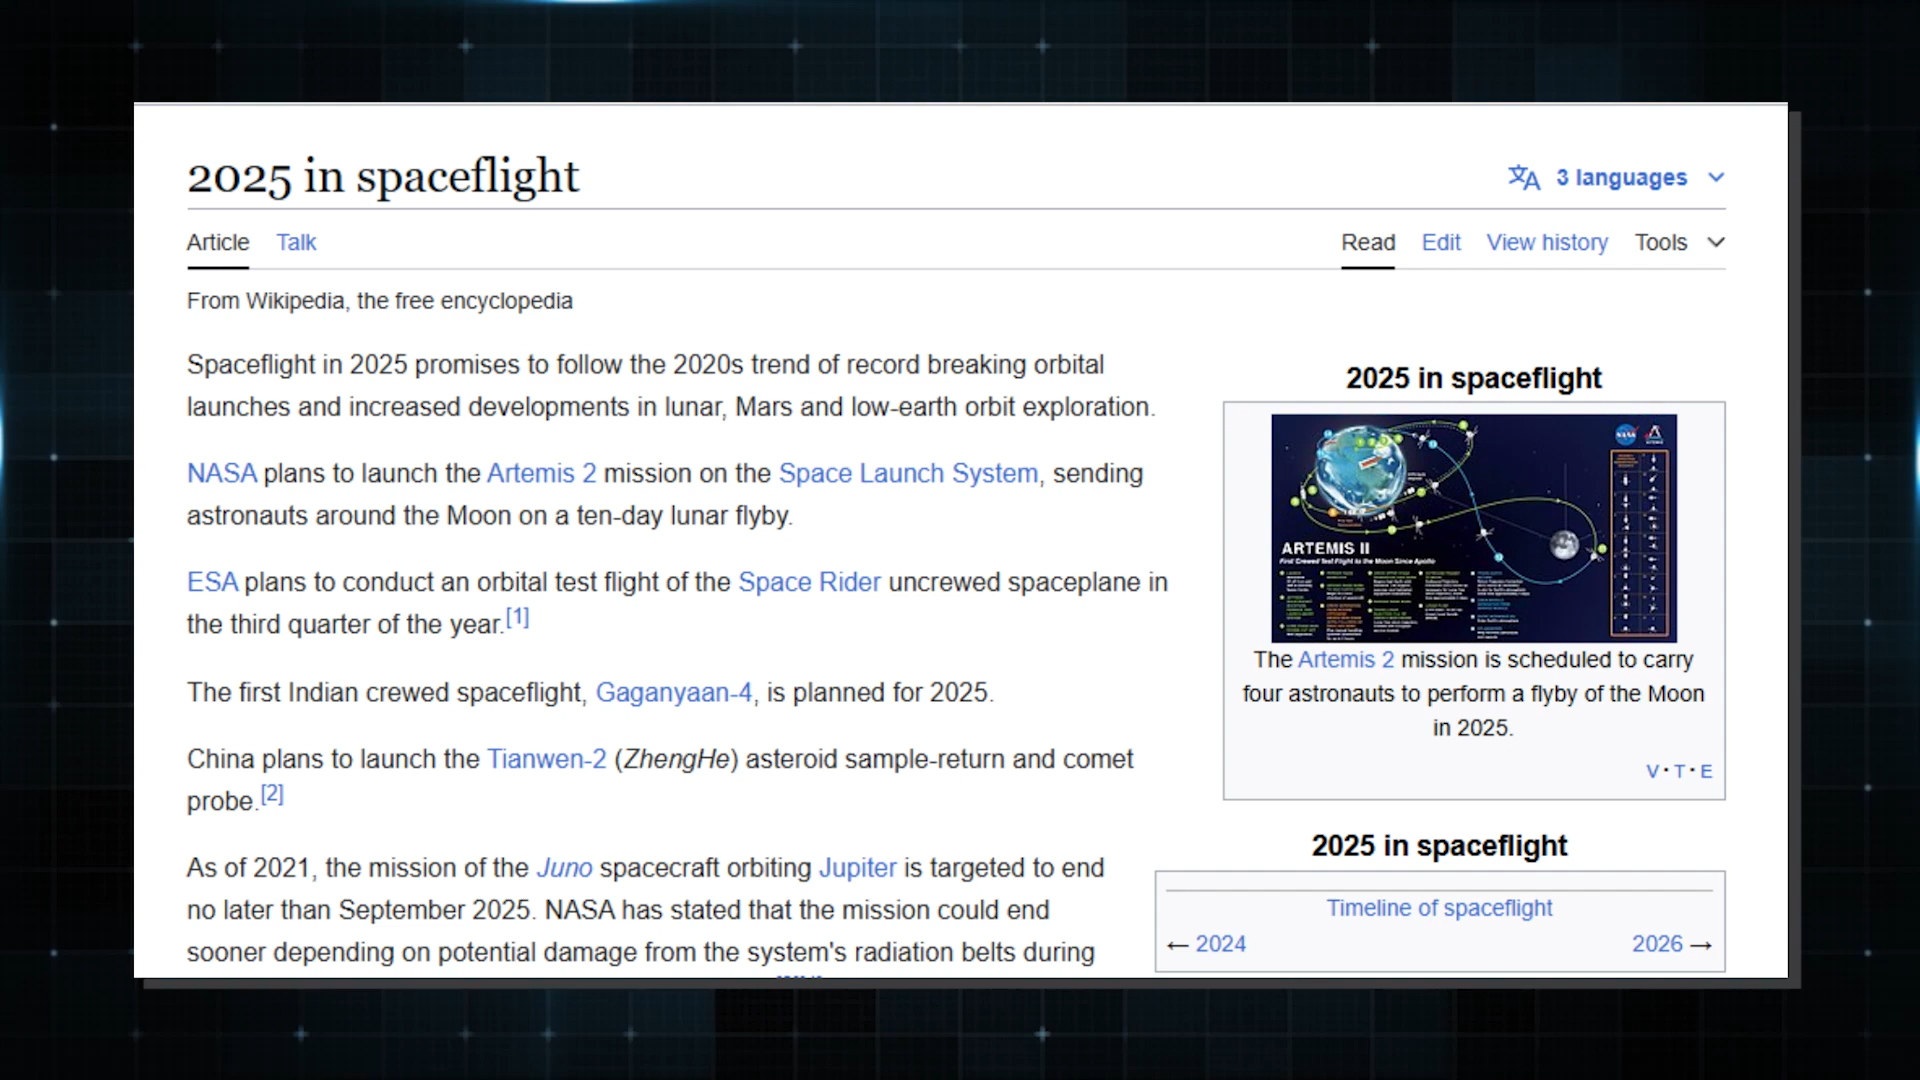 2025 in spaceflight
3 languages
Article Talk Read Edit View history Tools
From Wikipedia, the free encyclopedia
Spaceflight in 2025 promises to follow the 2020s trend of record breaking orbital
launches and increased developments in lunar, Mars and low-earth orbit exploration.
NASA plans to launch the Artemis 2 mission on the Space Launch System, sending
astronauts around the Moon on a ten-day lunar flyby.
ESA plans to conduct an orbital test flight of the Space Rider uncrewed spaceplane in
the third quarter of the year.[1]
The first Indian crewed spaceflight, Gaganyaan-4, is planned for 2025.
China plans to launch the Tianwen-2 (ZhengHe) asteroid sample-return and comet
probe.[2]
As of 2021, the mission of the Juno spacecraft orbiting Jupiter is targeted to end
no later than September 2025. NASA has stated that the mission could end
sooner depending on potential damage from the system's radiation belts during
2025 in spaceflight
NASA
ARTEMIS II
First Crewed Test Flight to the Moon Since Apollo
The Artemis 2 mission is scheduled to carry
four astronauts to perform a flyby of the Moon
in 2025.
V · T · E
2025 in spaceflight
Timeline of spaceflight
← 2024 2026 →